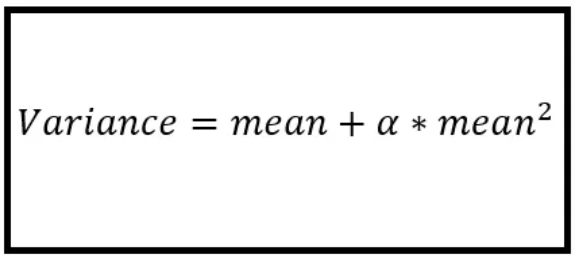 Variance = mean + α * mean²